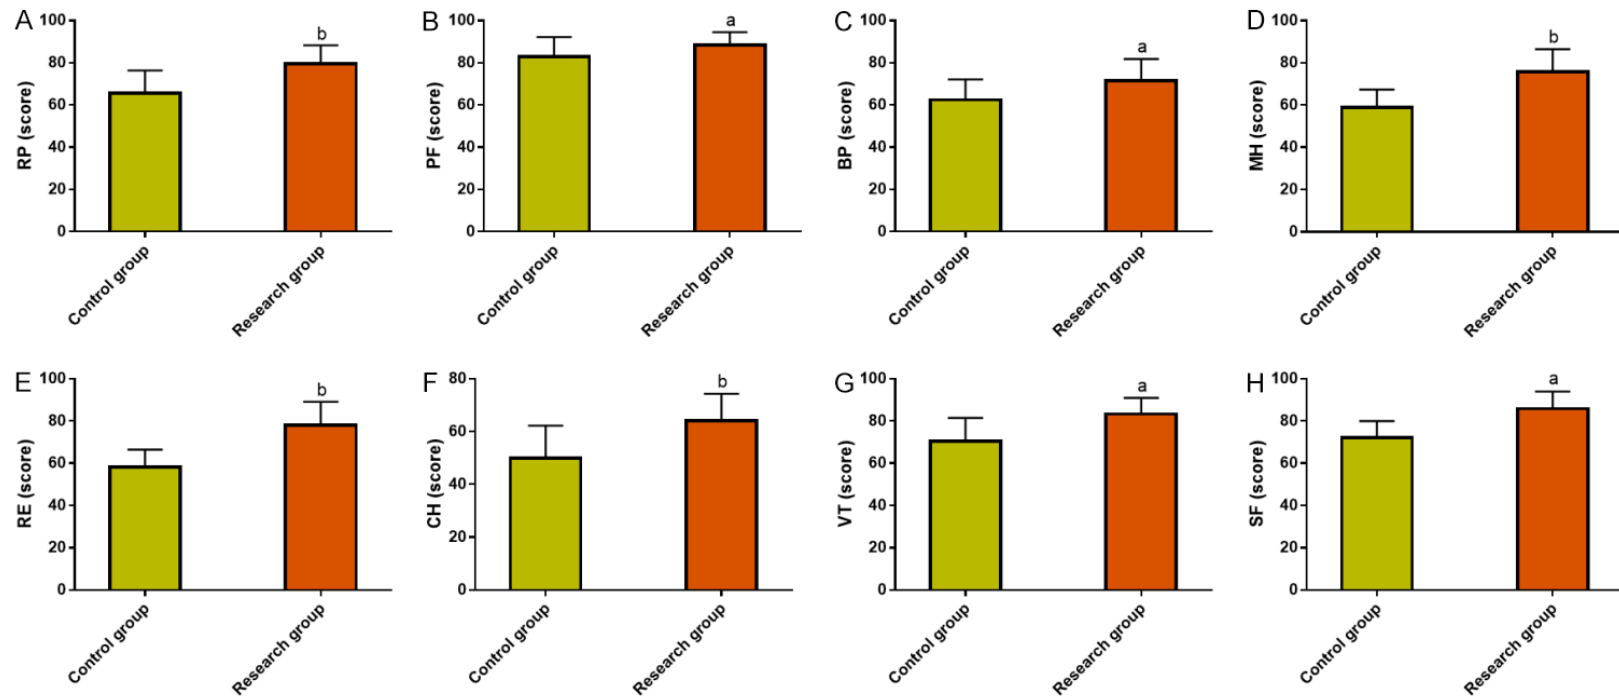 A
100
80
60
40
20
0
RP (score)
b
Control group
Research group
B
100
80
60
40
20
0
PF (score)
a
Control group
Research group
C
100
80
60
40
20
0
BP (score)
a
Control group
Research group
D
100
80
60
40
20
0
MH (score)
b
Control group
Research group
E
100
80
60
40
20
0
RE (score)
b
Control group
Research group
F
80
60
40
20
0
CH (score)
b
Control group
Research group
G
100
80
60
40
20
0
VT (score)
a
Control group
Research group
H
100
80
60
40
20
0
SF (score)
a
Control group
Research group